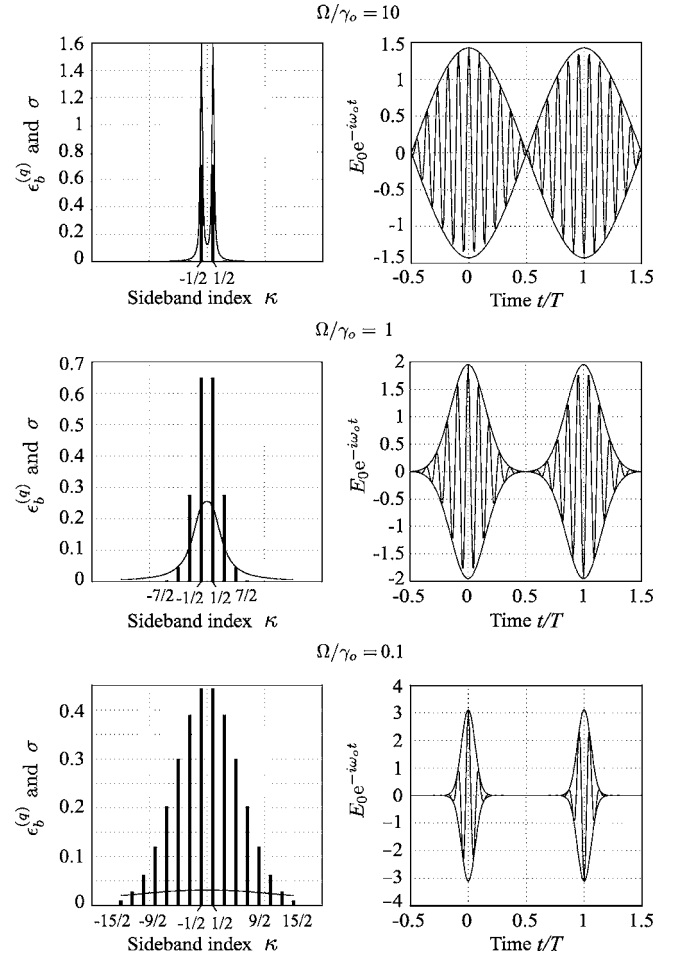 Ω/γₒ = 10
1.6
1.4
1.2
1
0.8
0.6
0.4
0.2
0
ϵ_b^(q) and σ
-1/2 1/2
Sideband index κ
1.5
1
0.5
0
-0.5
-1
-1.5
E₀e^{-iωₒt}
-0.5 0 0.5 1 1.5
Time t/T
Ω/γₒ = 1
0.7
0.6
0.5
0.4
0.3
0.2
0.1
0
ϵ_b^(q) and σ
-7/2 -1/2 1/2 7/2
Sideband index κ
2
1.5
1
0.5
0
-0.5
-1
-1.5
-2
E₀e^{-iωₒt}
-0.5 0 0.5 1 1.5
Time t/T
Ω/γₒ = 0.1
0.4
0.3
0.2
0.1
0
ϵ_b^(q) and σ
-15/2 -9/2 -1/2 1/2 9/2 15/2
Sideband index κ
4
3
2
1
0
−1
−2
−3
−4
E₀e^{-iωₒt}
-0.5 0 0.5 1 1.5
Time t/T